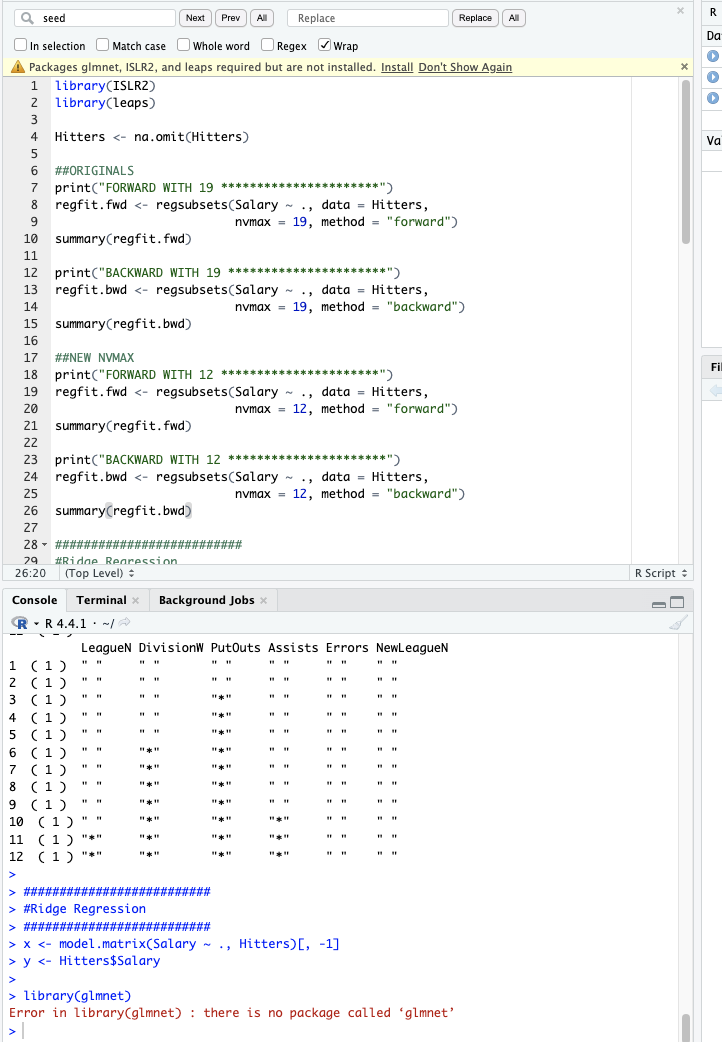 seed Next Prev All Replace Replace All
In selection Match case Whole word Regex Wrap
Packages glmnet, ISLR2, and leaps required but are not installed. Install Don't Show Again
1 library(ISLR2)
2 library(leaps)
3
4 Hitters <- na.omit(Hitters)
5
6 ##ORIGINALS
7 print("FORWARD WITH 19 **********************")
8 regfit.fwd <- regsubsets(Salary ~ ., data = Hitters,
9 nvmax = 19, method = "forward")
10 summary(regfit.fwd)
11
12 print("BACKWARD WITH 19 **********************")
13 regfit.bwd <- regsubsets(Salary ~ ., data = Hitters,
14 nvmax = 19, method = "backward")
15 summary(regfit.bwd)
16
17 ##NEW NVMAX
18 print("FORWARD WITH 12 **********************")
19 regfit.fwd <- regsubsets(Salary ~ ., data = Hitters,
20 nvmax = 12, method = "forward")
21 summary(regfit.fwd)
22
23 print("BACKWARD WITH 12 **********************")
24 regfit.bwd <- regsubsets(Salary ~ ., data = Hitters,
25 nvmax = 12, method = "backward")
26 summary(regfit.bwd)
27
28 ##########################
29 #Ridge Regression
26:20 (Top Level) R Script
Console Terminal Background Jobs
R 4.4.1 · ~/
LeagueN DivisionW PutOuts Assists Errors NewLeagueN
1 ( 1 ) " " " " " " " " " " " "
2 ( 1 ) " " " " " " " " " " " "
3 ( 1 ) " " " " "*" " " " " " "
4 ( 1 ) " " " " "*" " " " " " "
5 ( 1 ) " " " " "*" " " " " " "
6 ( 1 ) " " "*" "*" " " " " " "
7 ( 1 ) " " "*" "*" " " " " " "
8 ( 1 ) " " "*" "*" " " " " " "
9 ( 1 ) " " "*" "*" " " " " " "
10 ( 1 ) " " "*" "*" "*" " " " "
11 ( 1 ) "*" "*" "*" "*" " " " "
12 ( 1 ) "*" "*" "*" "*" " " " "
>
> ##########################
> #Ridge Regression
> ##########################
> x <- model.matrix(Salary ~ ., Hitters)[, -1]
> y <- Hitters$Salary
>
> library(glmnet)
Error in library(glmnet) : there is no package called ‘glmnet’
>
R
Da
Va
Fi